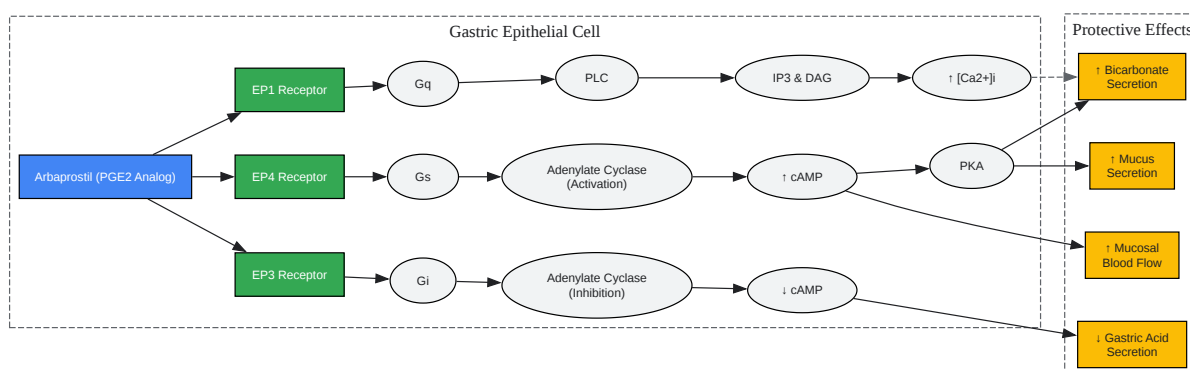 Gastric Epithelial Cell
Protective Effects
EP1 Receptor
Gq
PLC
IP3 & DAG
↑ [Ca2+]i
↑ Bicarbonate
Secretion
Arbaprostil (PGE2 Analog)
EP4 Receptor
Gs
Adenylate Cyclase
(Activation)
↑ cAMP
PKA
↑ Mucus
Secretion
↑ Mucosal
Blood Flow
EP3 Receptor
Gi
Adenylate Cyclase
(Inhibition)
↓ cAMP
↓ Gastric Acid
Secretion